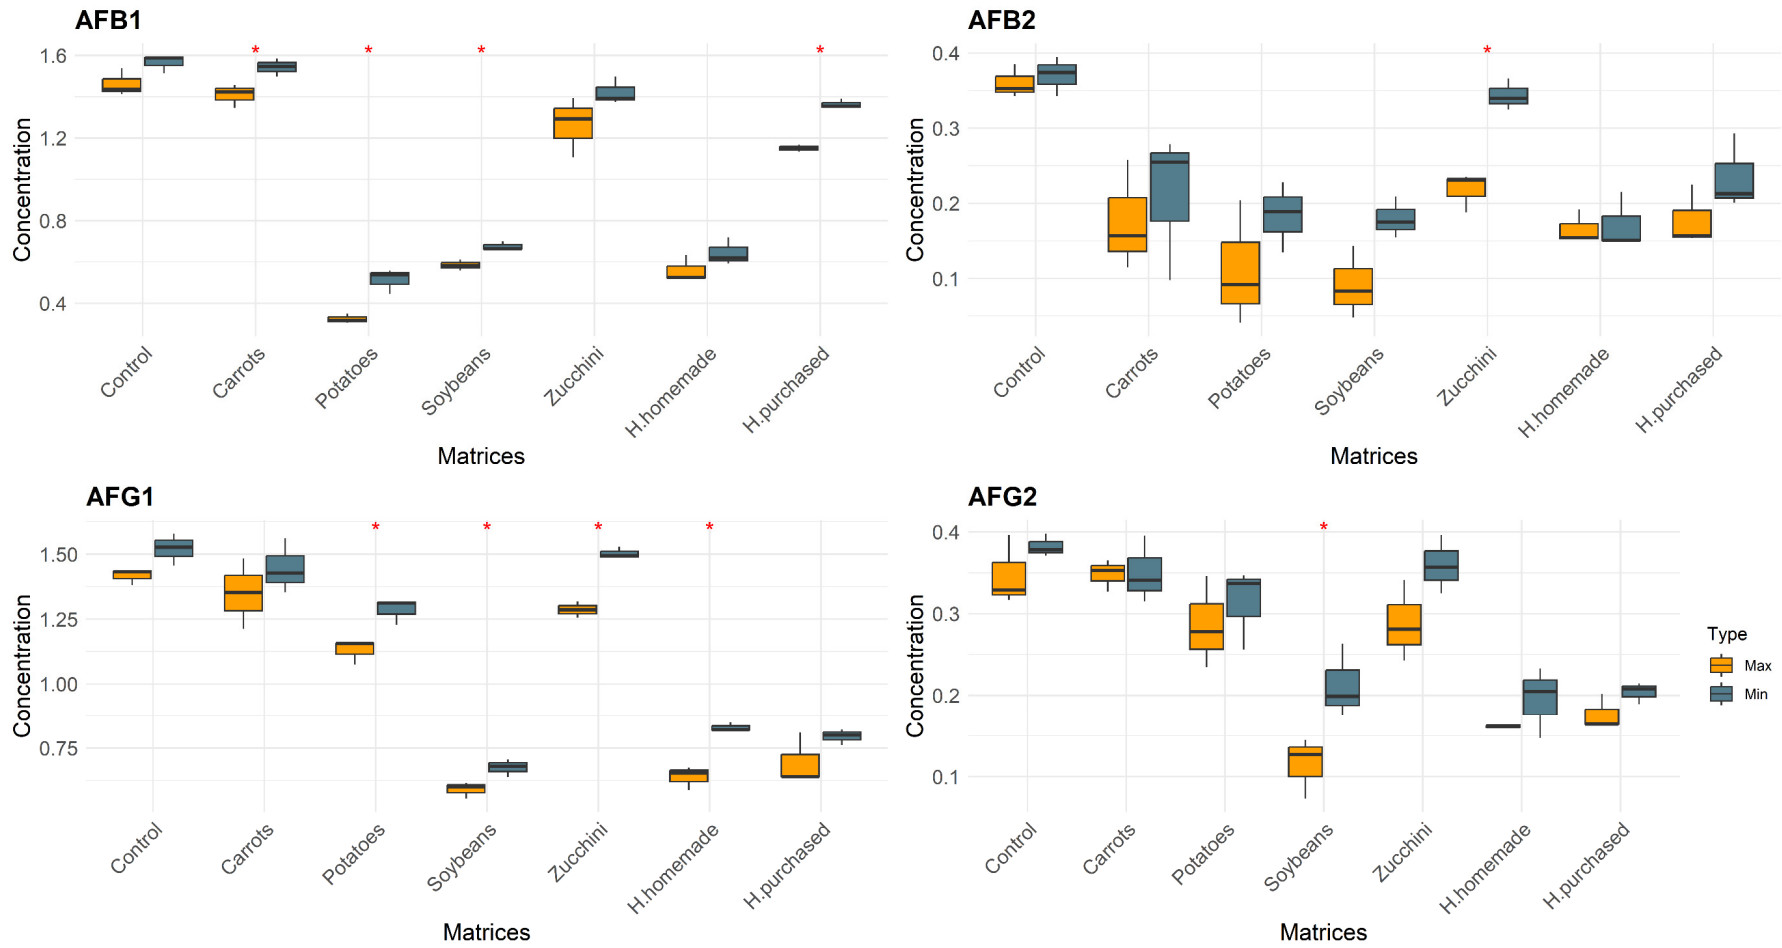 AFB1
* * * *
1.6
1.2
0.8
0.4
Concentration
Control
Carrots
Potatoes
Soybeans
Zucchini
H.homemade
H.purchased
Matrices
AFB2
*
0.4
0.3
0.2
0.1
Concentration
Control
Carrots
Potatoes
Soybeans
Zucchini
H.homemade
H.purchased
Matrices
AFG1
* * * *
1.50
1.25
1.00
0.75
Concentration
Control
Carrots
Potatoes
Soybeans
Zucchini
H.homemade
H.purchased
Matrices
AFG2
*
0.4
0.3
0.2
0.1
Concentration
Control
Carrots
Potatoes
Soybeans
Zucchini
H.homemade
H.purchased
Matrices
Type
Max
Min